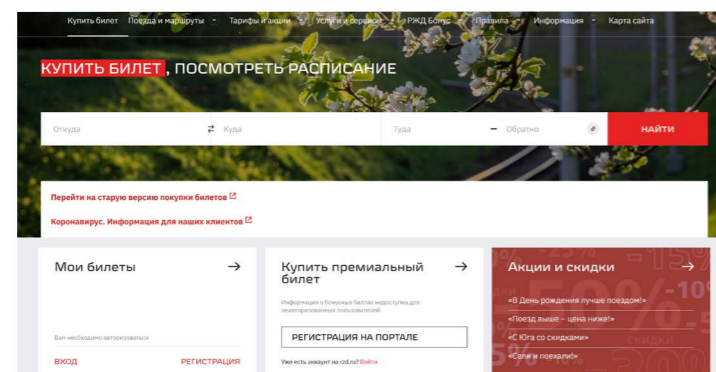 Купить билет Поезда и маршруты Тарифы и акции Услуги и сервисы РЖД Бонус Правила Информация Карта сайта
КУПИТЬ БИЛЕТ, ПОСМОТРЕТЬ РАСПИСАНИЕ
Откуда Куда Туда Обратно НАЙТИ
Перейти на старую версию покупки билетов
Коронавирус. Информация для наших клиентов
Мои билеты
Вам необходимо авторизоваться
ВХОД РЕГИСТРАЦИЯ
Купить премиальный
билет
Информация о бонусных баллах недоступна для
неавторизованных пользователей.
РЕГИСТРАЦИЯ НА ПОРТАЛЕ
Уже есть аккаунт на rzd.ru? Войти
Акции и скидки
«В День рождения лучше поездом!»
«Поезд выше – цена ниже!»
«С Юга со скидками»
«Сели и поехали!»